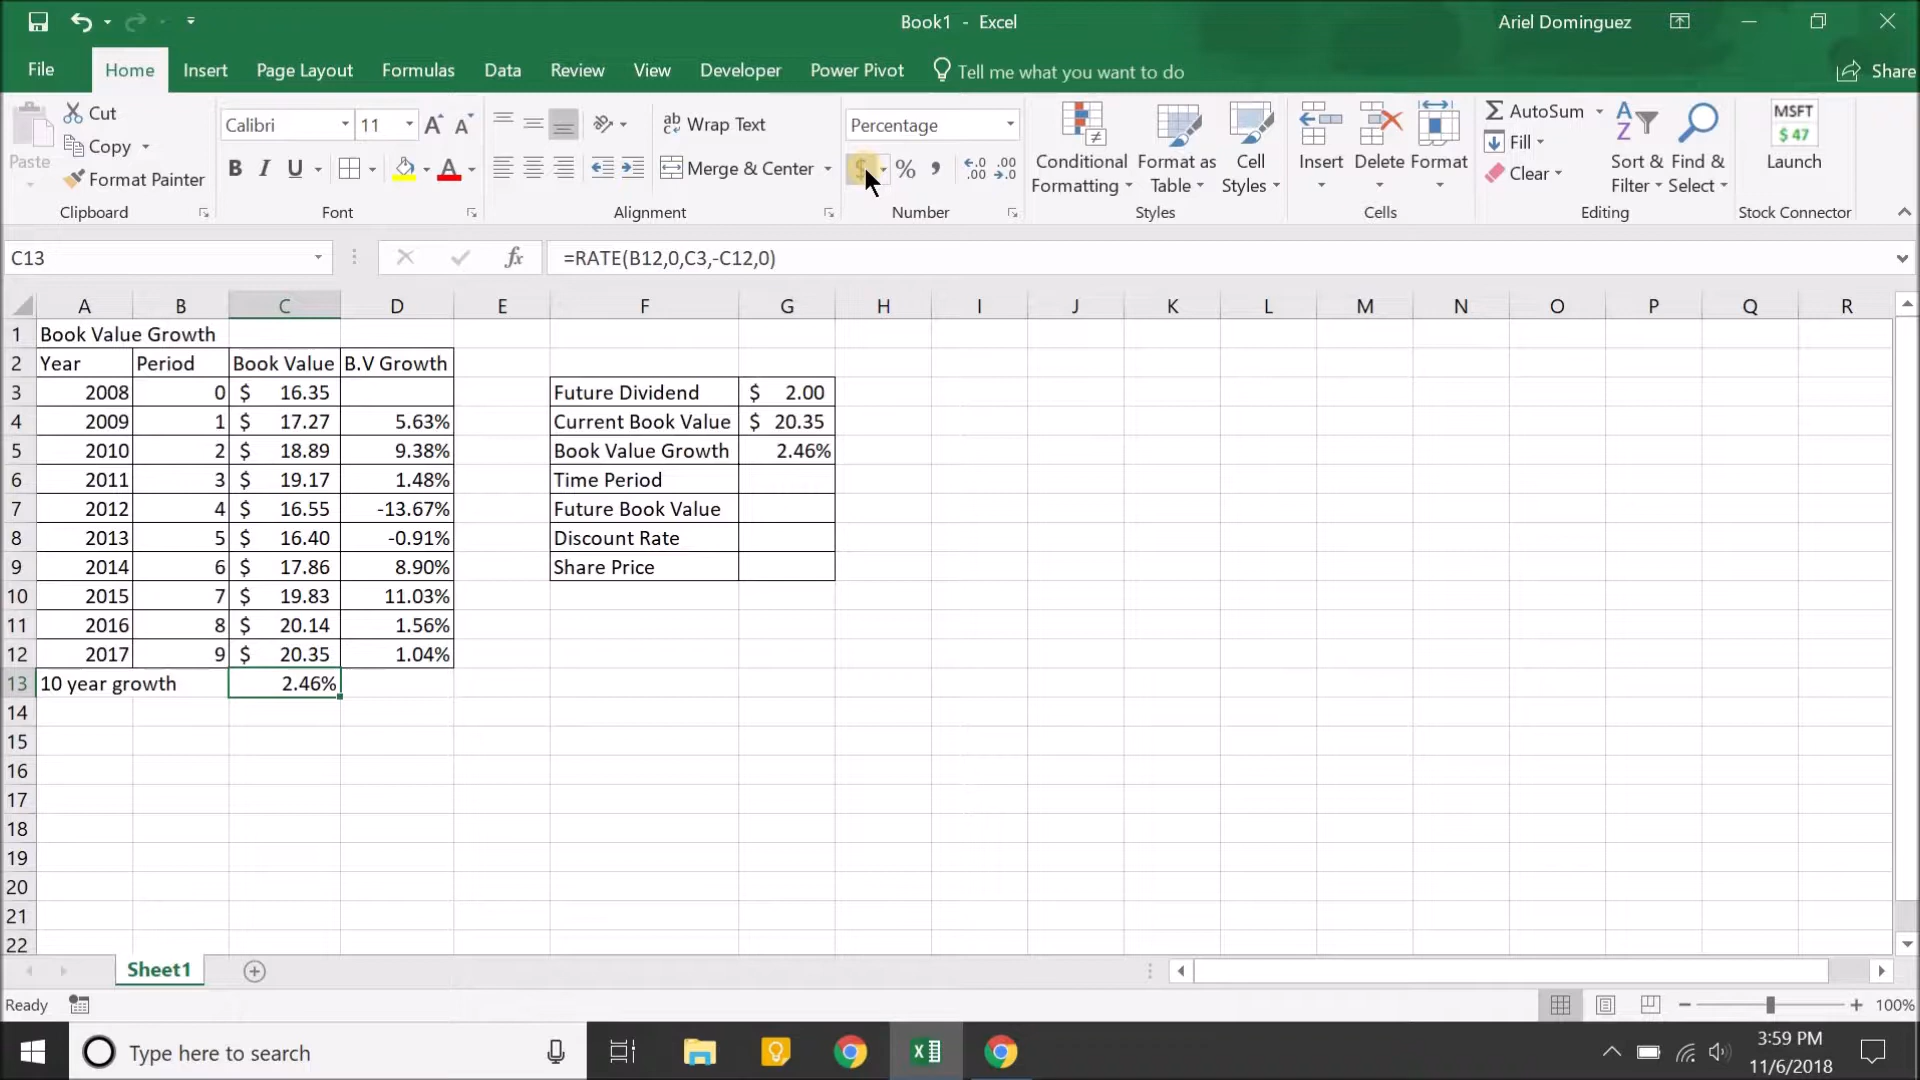 Book1 - Excel
Ariel Dominguez
File Home Insert Page Layout Formulas Data Review View Developer Power Pivot Tell me what you want to do Share
Paste
Cut
Copy
Format Painter
Clipboard
Calibri 11
B I U A
Font
Wrap Text
Merge & Center
Alignment
Percentage
$ % , .00 .00
Number
Conditional Formatting
Format as Table
Cell Styles
Styles
Insert Delete Format
Cells
AutoSum
Fill
Clear
Sort & Filter
Find & Select
Editing
MSFT
$ 47
Launch
Stock Connector
C13 fx =RATE(B12,0,C3,-C12,0)
A B C D E F G H I J K L M N O P Q R
1 Book Value Growth
2 Year Period Book Value B.V Growth
3 2008 0 $ 16.35 Future Dividend $ 2.00
4 2009 1 $ 17.27 5.63% Current Book Value $ 20.35
5 2010 2 $ 18.89 9.38% Book Value Growth 2.46%
6 2011 3 $ 19.17 1.48% Time Period
7 2012 4 $ 16.55 -13.67% Future Book Value
8 2013 5 $ 16.40 -0.91% Discount Rate
9 2014 6 $ 17.86 8.90% Share Price
10 2015 7 $ 19.83 11.03%
11 2016 8 $ 20.14 1.56%
12 2017 9 $ 20.35 1.04%
13 10 year growth 2.46%
14
15
16
17
18
19
20
21
22
Sheet1
Ready
100%
Type here to search
3:59 PM
11/6/2018